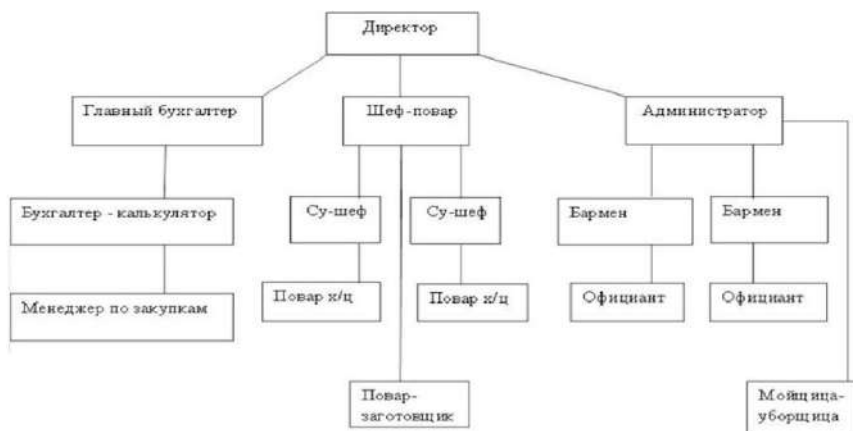 Директор
Главный бухгалтер
Шеф-повар
Администратор
Бухгалтер - калькулятор
Су-шеф
Су-шеф
Бармен
Бармен
Менеджер по закупкам
Повар х/ц
Повар х/ц
Официант
Официант
Повар-
заготовщик
Мойщица-
уборщица